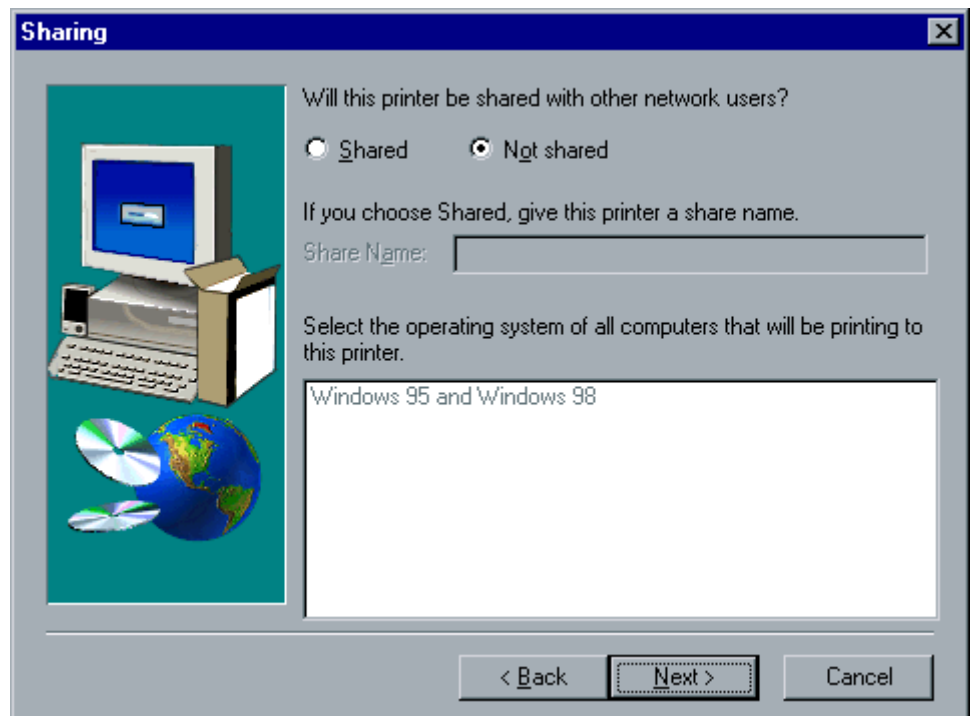 Sharing
Will this printer be shared with other network users?
Shared Not shared
If you choose Shared, give this printer a share name.
Share Name:
Select the operating system of all computers that will be printing to
this printer.
Windows 95 and Windows 98
< Back Next > Cancel